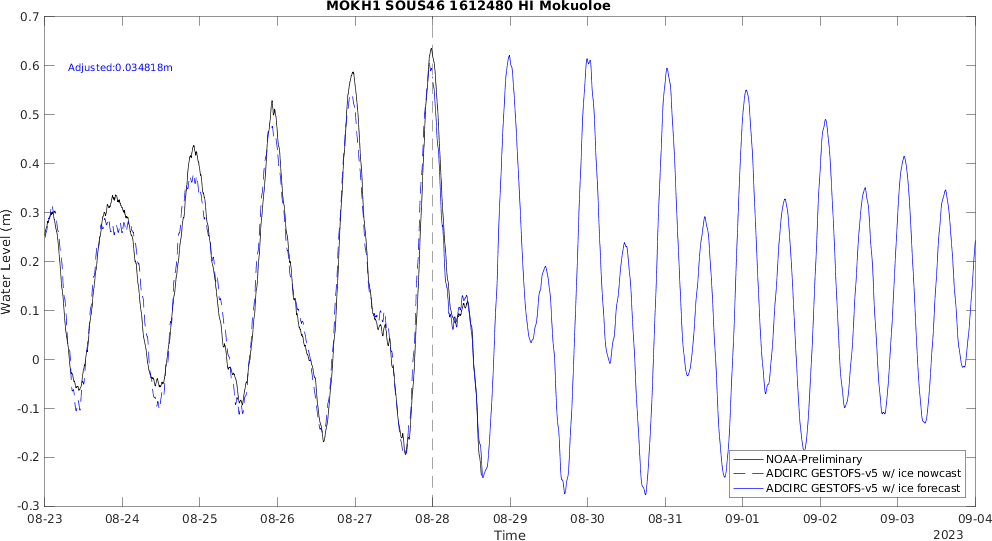 MOKH1 SOUS46 1612480 HI Mokuoloe
Adjusted:0.034818m
Water Level (m)
0.7
0.6
0.5
0.4
0.3
0.2
0.1
0
-0.1
-0.2
-0.3
NOAA-Preliminary
ADCIRC GESTOFS-v5 w/ ice nowcast
ADCIRC GESTOFS-v5 w/ ice forecast
08-23 08-24 08-25 08-26 08-27 08-28 08-29 08-30 08-31 09-01 09-02 09-03 09-04
Time
2023